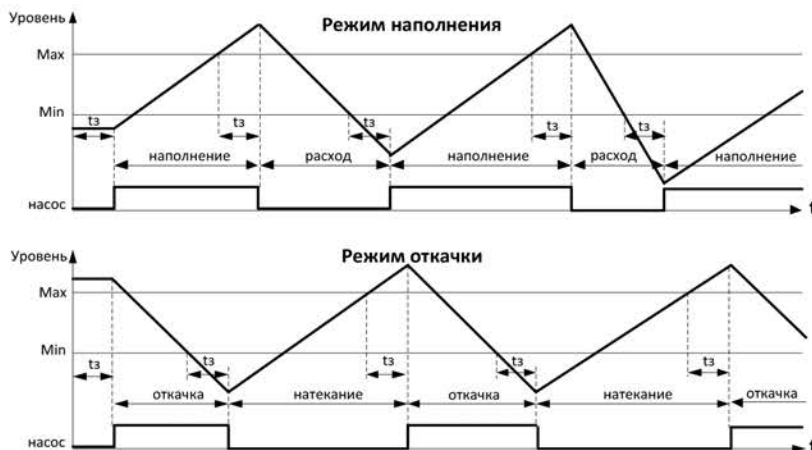 Уровень
Режим наполнения
Max
Min
tз
tз
tз
tз
tз
наполнение
расход
наполнение
расход
наполнение
насос
t
Уровень
Режим откачки
Max
Min
tз
tз
tз
tз
tз
откачка
натекание
откачка
натекание
откачка
насос
t